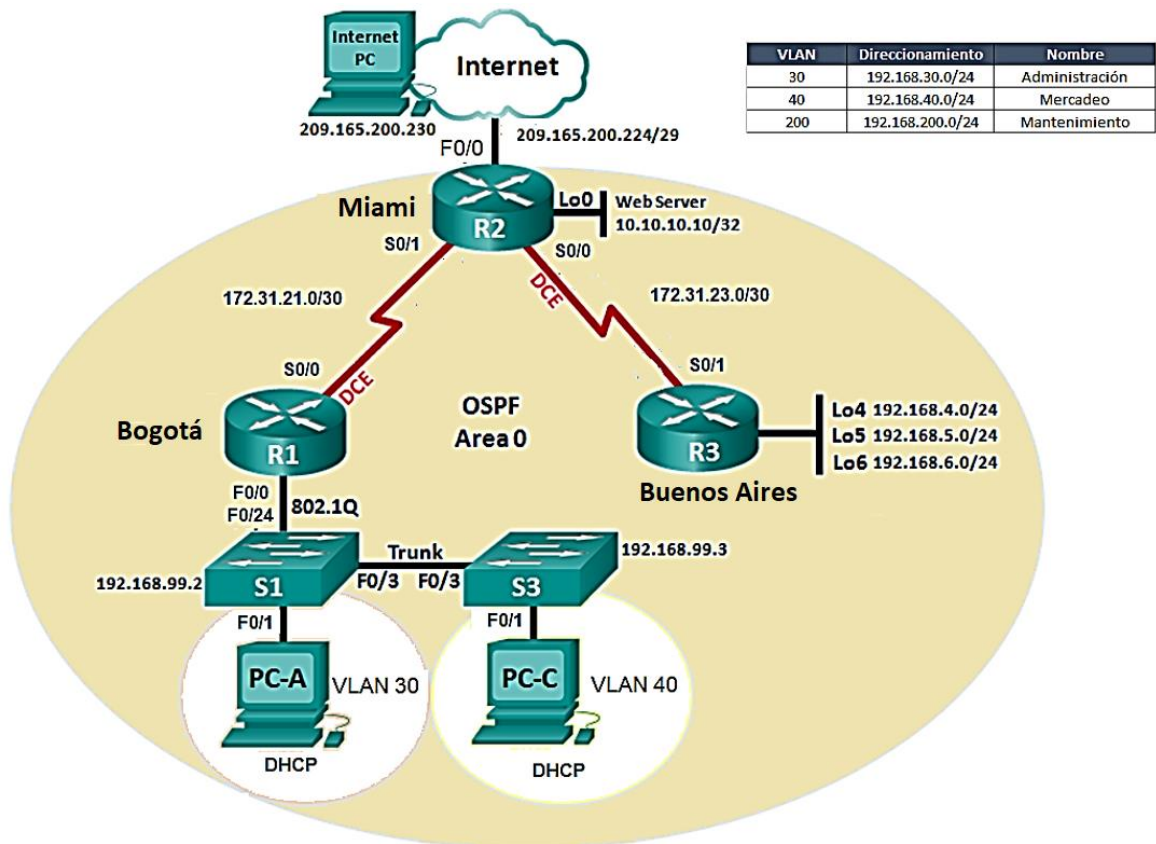 Internet
PC
Internet
209.165.200.230
209.165.200.224/29
F0/0
VLAN Direccionamiento Nombre
30 192.168.30.0/24 Administración
40 192.168.40.0/24 Mercadeo
200 192.168.200.0/24 Mantenimiento
Miami
R2
Lo0
Web Server
10.10.10.10/32
S0/1
S0/0
DCE
172.31.21.0/30
172.31.23.0/30
S0/0
DCE
S0/1
Bogotá
R1
OSPF
Area 0
R3
Buenos Aires
Lo4 192.168.4.0/24
Lo5 192.168.5.0/24
Lo6 192.168.6.0/24
F0/0
F0/24
802.1Q
192.168.99.2
S1
Trunk
F0/3 F0/3
S3
192.168.99.3
F0/1
F0/1
PC-A
VLAN 30
PC-C
VLAN 40
DHCP
DHCP